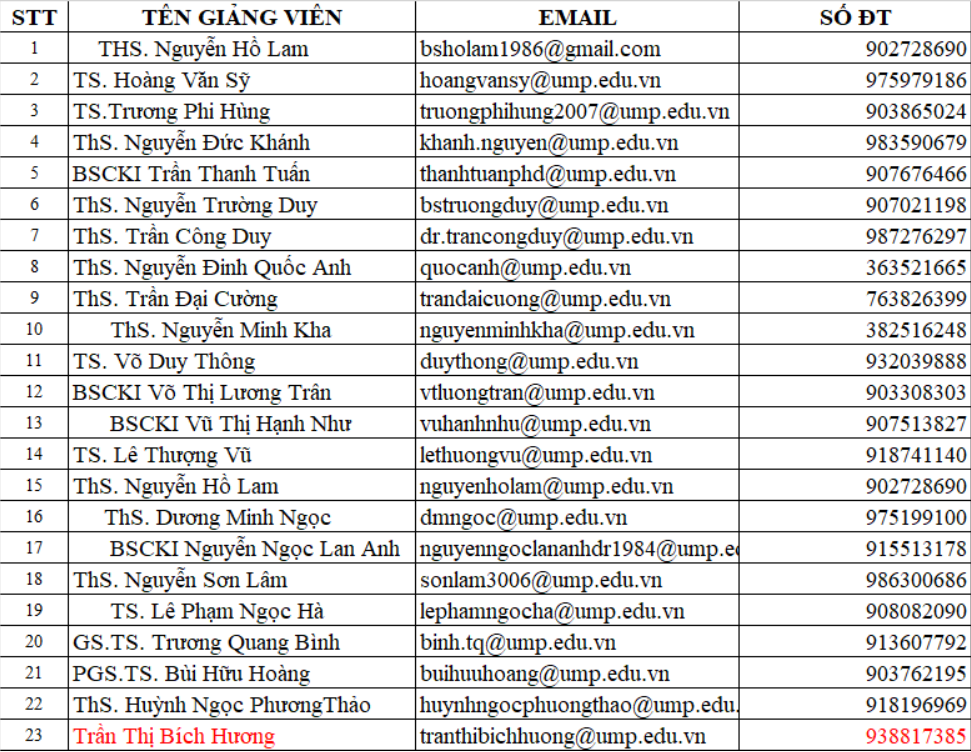 STT TÊN GIẢNG VIÊN EMAIL SỐ ĐT
1 THS. Nguyễn Hồ Lam bsholam1986@gmail.com 902728690
2 TS. Hoàng Văn Sỹ hoangvansy@ump.edu.vn 975979186
3 TS.Trương Phi Hùng truongphihung2007@ump.edu.vn 903865024
4 ThS. Nguyễn Đức Khánh khanh.nguyen@ump.edu.vn 983590679
5 BSCKI Trần Thanh Tuấn thanhtuanphd@ump.edu.vn 907676466
6 ThS. Nguyễn Trường Duy bstruongduy@ump.edu.vn 907021198
7 ThS. Trần Công Duy dr.trancongduy@ump.edu.vn 987276297
8 ThS. Nguyễn Đinh Quốc Anh quocanh@ump.edu.vn 363521665
9 ThS. Trần Đại Cường trandaicuong@ump.edu.vn 763826399
10 ThS. Nguyễn Minh Kha nguyenminhkha@ump.edu.vn 382516248
11 TS. Võ Duy Thông duythong@ump.edu.vn 932039888
12 BSCKI Võ Thị Lương Trân vtluongtran@ump.edu.vn 903308303
13 BSCKI Vũ Thị Hạnh Như vuhanhnhu@ump.edu.vn 907513827
14 TS. Lê Thượng Vũ lethuongvu@ump.edu.vn 918741140
15 ThS. Nguyễn Hồ Lam nguyenholam@ump.edu.vn 902728690
16 ThS. Dương Minh Ngọc dmngoc@ump.edu.vn 975199100
17 BSCKI Nguyễn Ngọc Lan Anh nguyenngoclananhdr1984@ump.ed 915513178
18 ThS. Nguyễn Sơn Lâm sonlam3006@ump.edu.vn 986300686
19 TS. Lê Phạm Ngọc Hà lephamngocha@ump.edu.vn 908082090
20 GS.TS. Trương Quang Bình binh.tq@ump.edu.vn 913607792
21 PGS.TS. Bùi Hữu Hoàng buihuuhoang@ump.edu.vn 903762195
22 ThS. Huỳnh Ngọc PhươngThảo huynhngocphuongthao@ump.edu. 918196969
23 Trần Thị Bích Hương tranthibichhuong@ump.edu.vn 938817385